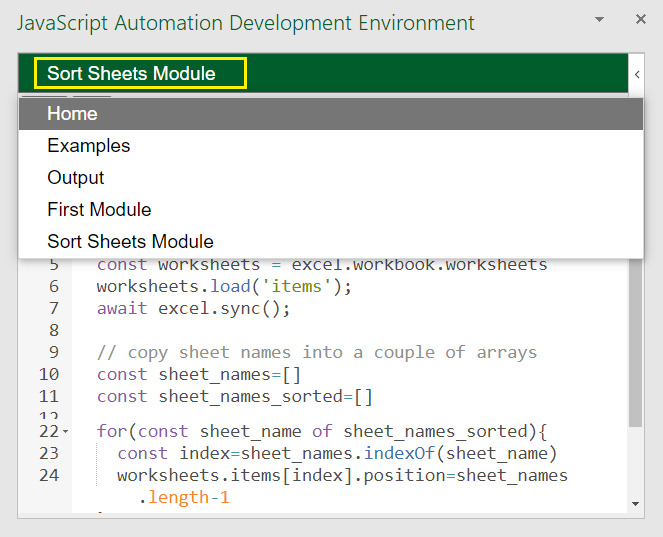 JavaScript Automation Development Environment
Sort Sheets Module
Home
Examples
Output
First Module
Sort Sheets Module
5 const worksheets = excel.workbook.worksheets
6 worksheets.load('items');
7 await excel.sync();
8
9 // copy sheet names into a couple of arrays
10 const sheet_names=[]
11 const sheet_names_sorted=[]
12
22 for(const sheet_name of sheet_names_sorted){
23 const index=sheet_names.indexOf(sheet_name)
24 worksheets.items[index].position=sheet_names
.length-1